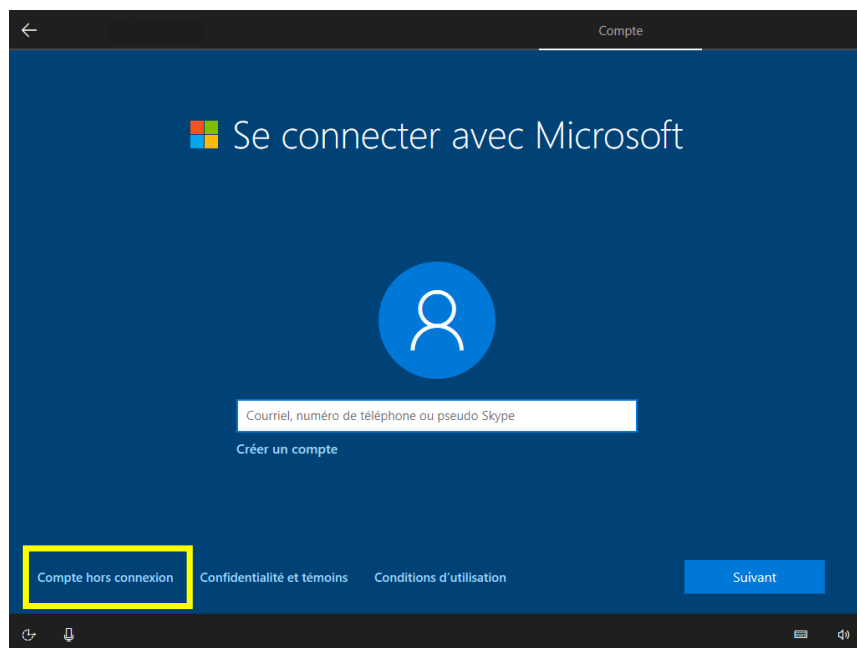 Compte
Se connecter avec Microsoft
Courriel, numéro de téléphone ou pseudo Skype
Créer un compte
Compte hors connexion
Confidentialité et témoins
Conditions d'utilisation
Suivant